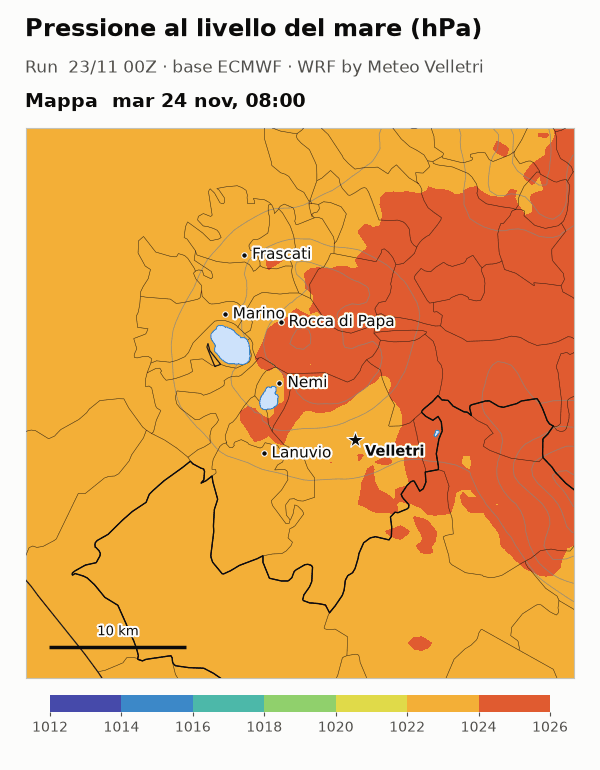 Pressione al livello del mare (hPa)
Run  23/11 00Z · base ECMWF · WRF by Meteo Velletri
Mappa  mar 24 nov, 08:00
Frascati
Marino
Rocca di Papa
Nemi
Velletri
Lanuvio
10 km
1012 1014 1016 1018 1020 1022 1024 1026